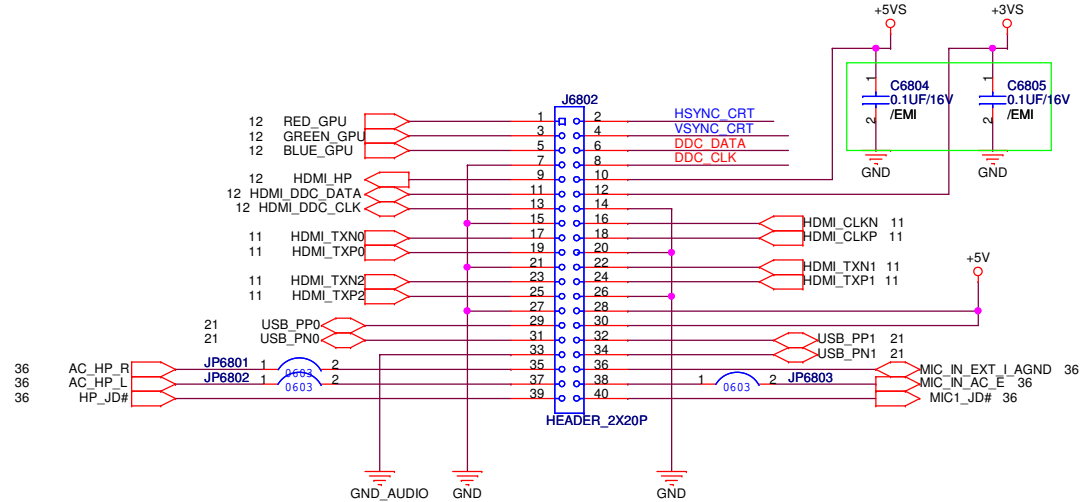 +5VS +3VS
1 C6804 1 C6805
0.1UF/16V 0.1UF/16V
2 /EMI 2 /EMI
GND GND
J6802
12 RED_GPU 1 2 HSYNC_CRT
12 GREEN_GPU 3 4 VSYNC_CRT
12 BLUE_GPU 5 6 DDC_DATA
7 8 DDC_CLK
12 HDMI_HP 9 10
12 HDMI_DDC_DATA 11 12
12 HDMI_DDC_CLK 13 14
15 16 HDMI_CLKN 11
11 HDMI_TXN0 17 18 HDMI_CLKP 11
11 HDMI_TXP0 19 20
21 22 HDMI_TXN1 11
11 HDMI_TXN2 23 24 HDMI_TXP1 11
11 HDMI_TXP2 25 26
+5V
27 28
21 USB_PP0 29 30
21 USB_PN0 31 32 USB_PP1 21
33 34 USB_PN1 21
36 AC_HP_R JP6801 1 0603 2 35 36 MIC_IN_EXT_I_AGND 36
36 AC_HP_L JP6802 1 0603 2 37 38 1 0603 2 JP6803 MIC_IN_AC_E 36
36 HP_JD# 39 40 MIC1_JD# 36
HEADER_2X20P
GND_AUDIO GND GND